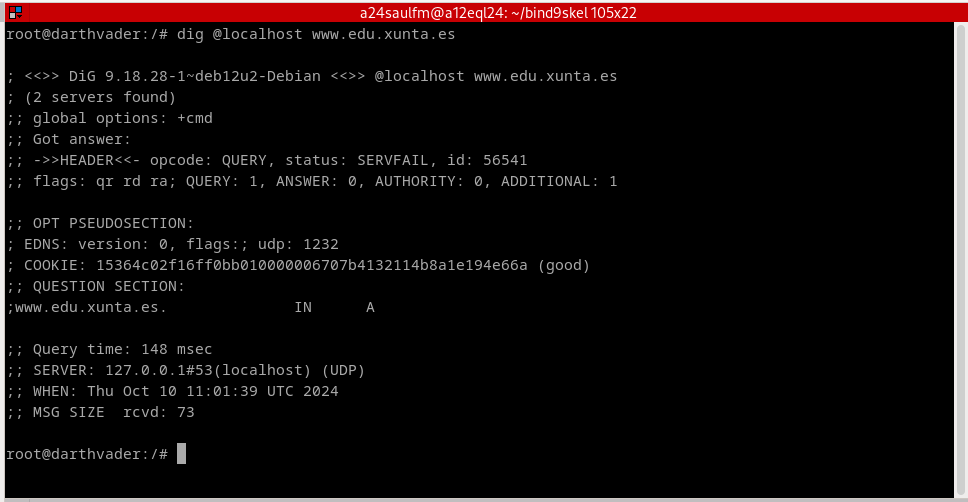 a24saulfm@a12eql24: ~/bind9skel 105x22
root@darthvader:/# dig @localhost www.edu.xunta.es
; <<>> DiG 9.18.28-1~deb12u2-Debian <<>> @localhost www.edu.xunta.es
; (2 servers found)
;; global options: +cmd
;; Got answer:
;; ->>HEADER<<- opcode: QUERY, status: SERVFAIL, id: 56541
;; flags: qr rd ra; QUERY: 1, ANSWER: 0, AUTHORITY: 0, ADDITIONAL: 1
;; OPT PSEUDOSECTION:
; EDNS: version: 0, flags:; udp: 1232
; COOKIE: 15364c02f16ff0bb010000006707b4132114b8a1e194e66a (good)
;; QUESTION SECTION:
;www.edu.xunta.es. IN A
;; Query time: 148 msec
;; SERVER: 127.0.0.1#53(localhost) (UDP)
;; WHEN: Thu Oct 10 11:01:39 UTC 2024
;; MSG SIZE rcvd: 73
root@darthvader:/#